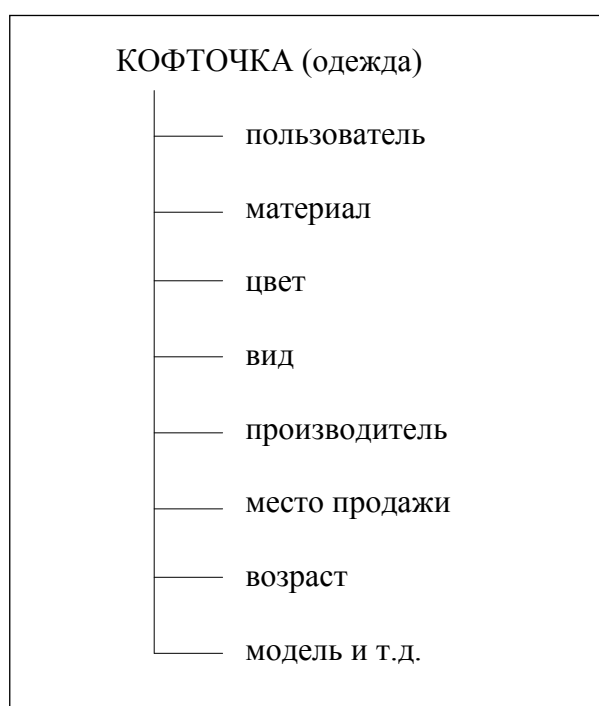 КОФТОЧКА (одежда)
пользователь
материал
цвет
вид
производитель
место продажи
возраст
модель и т.д.